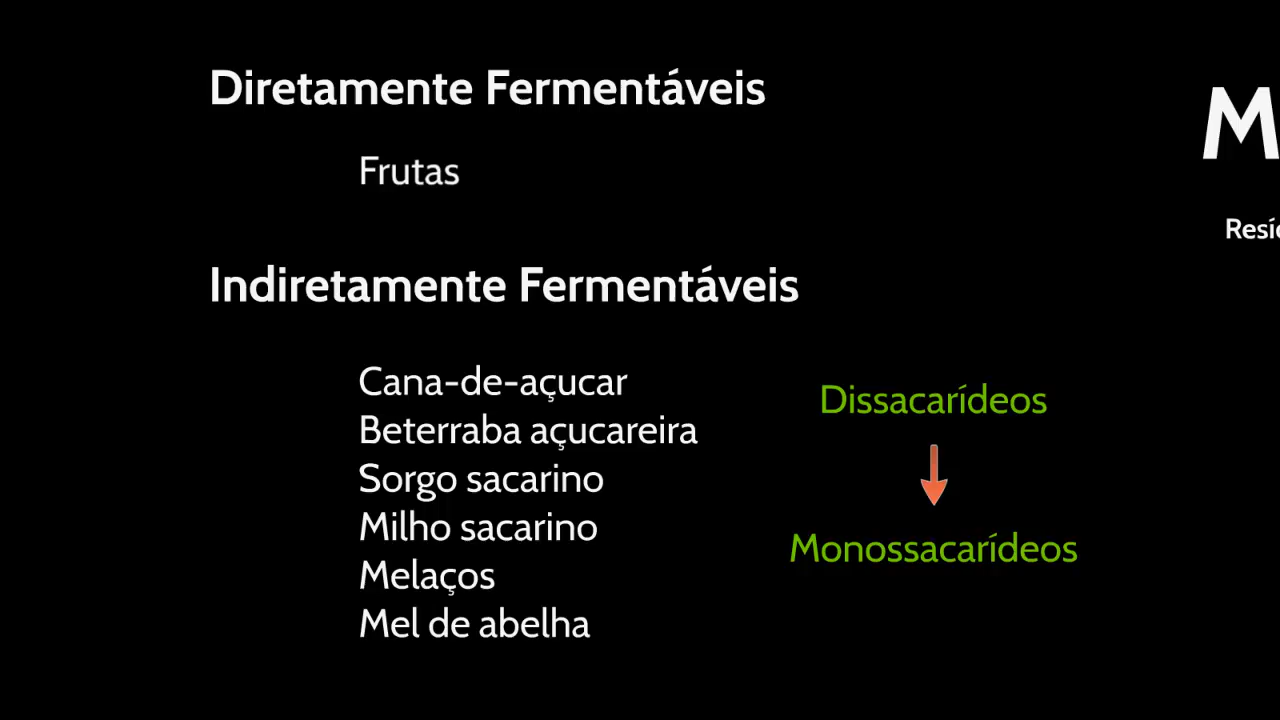 Diretamente Fermentáveis
Frutas
Indiretamente Fermentáveis
Cana-de-açucar
Beterraba açucareira
Sorgo sacarino
Milho sacarino
Melaços
Mel de abelha
Dissacarídeos
Monossacarídeos